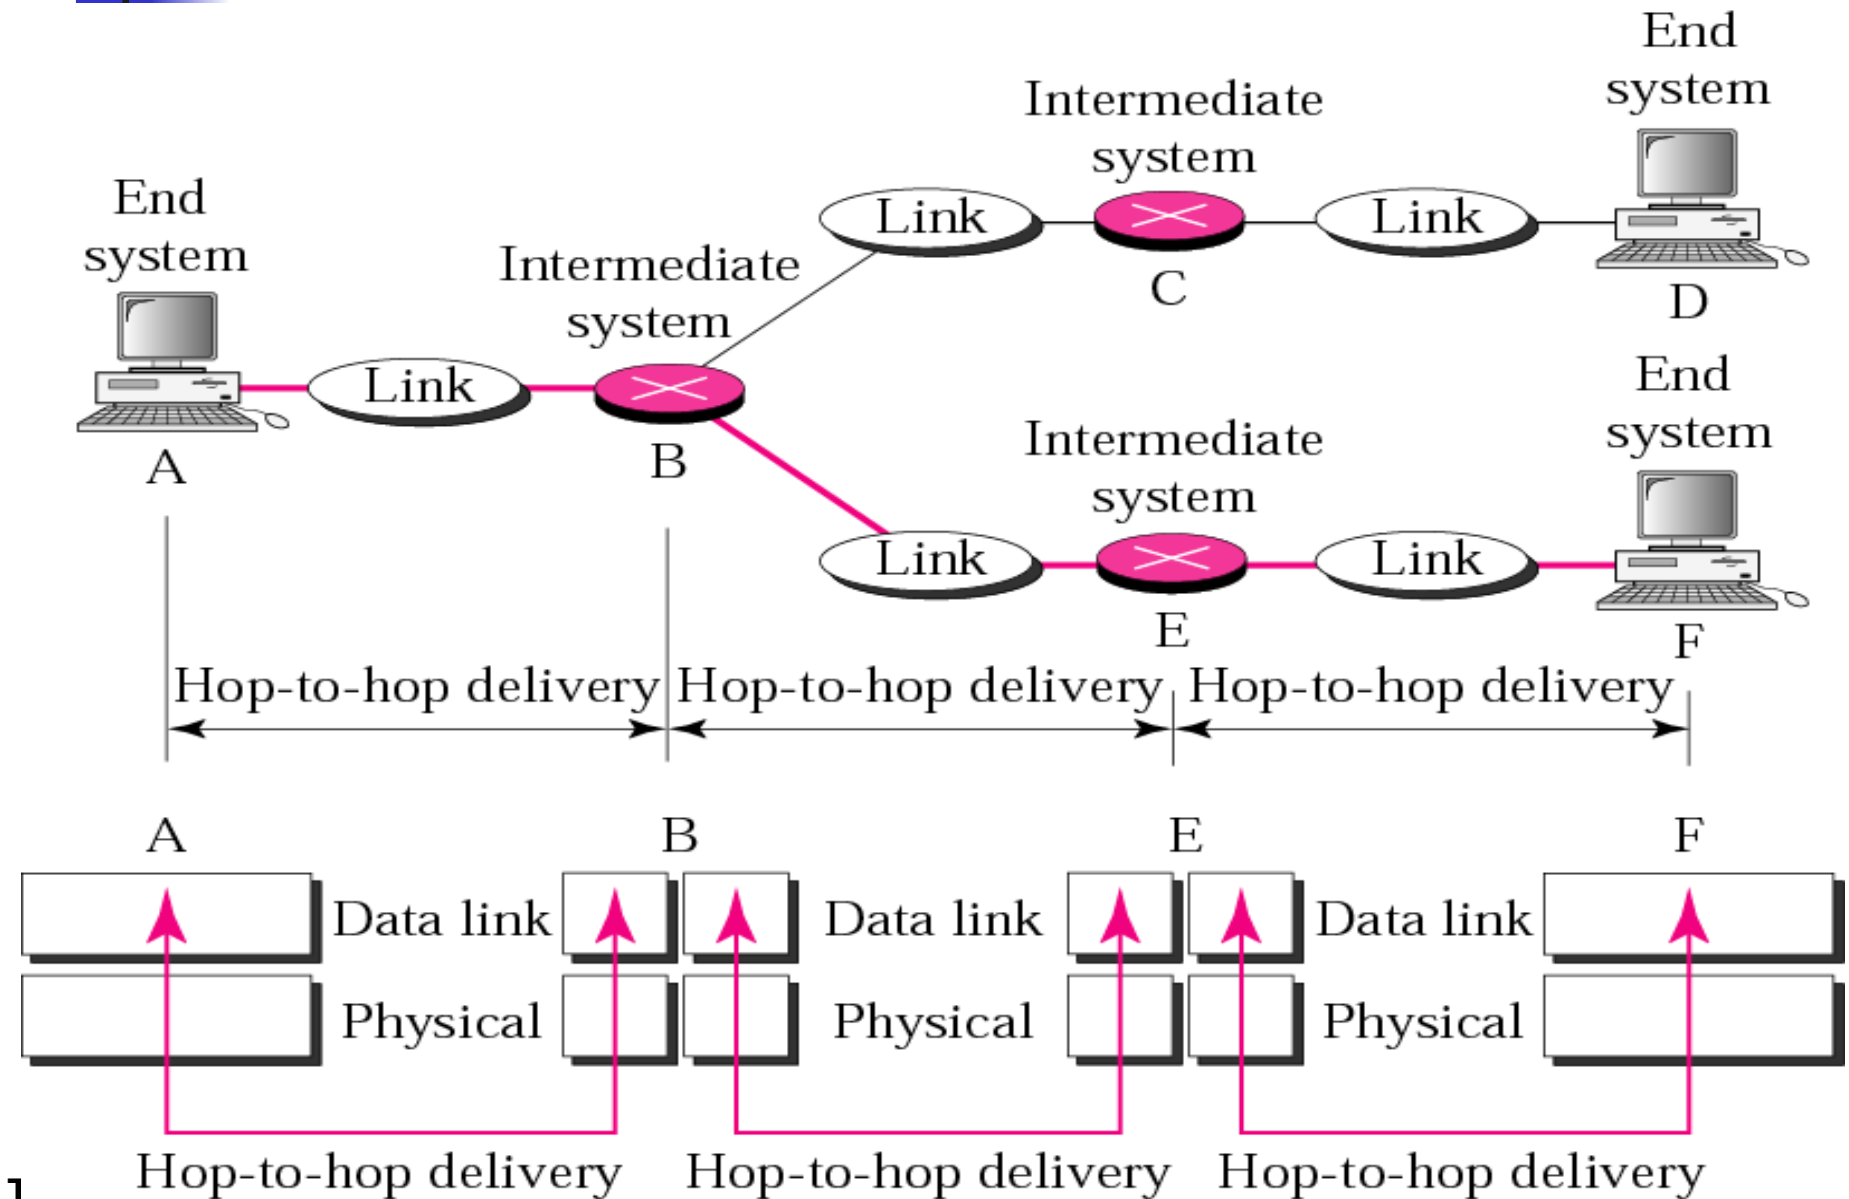 End
system
Intermediate
system
End
system
Link
Link
C
D
Intermediate
system
Link
A
B
End
system
Intermediate
system
Link
Link
E
F
Hop-to-hop delivery Hop-to-hop delivery Hop-to-hop delivery
A B E F
Data link Data link Data link
Physical Physical Physical
Hop-to-hop delivery Hop-to-hop delivery Hop-to-hop delivery